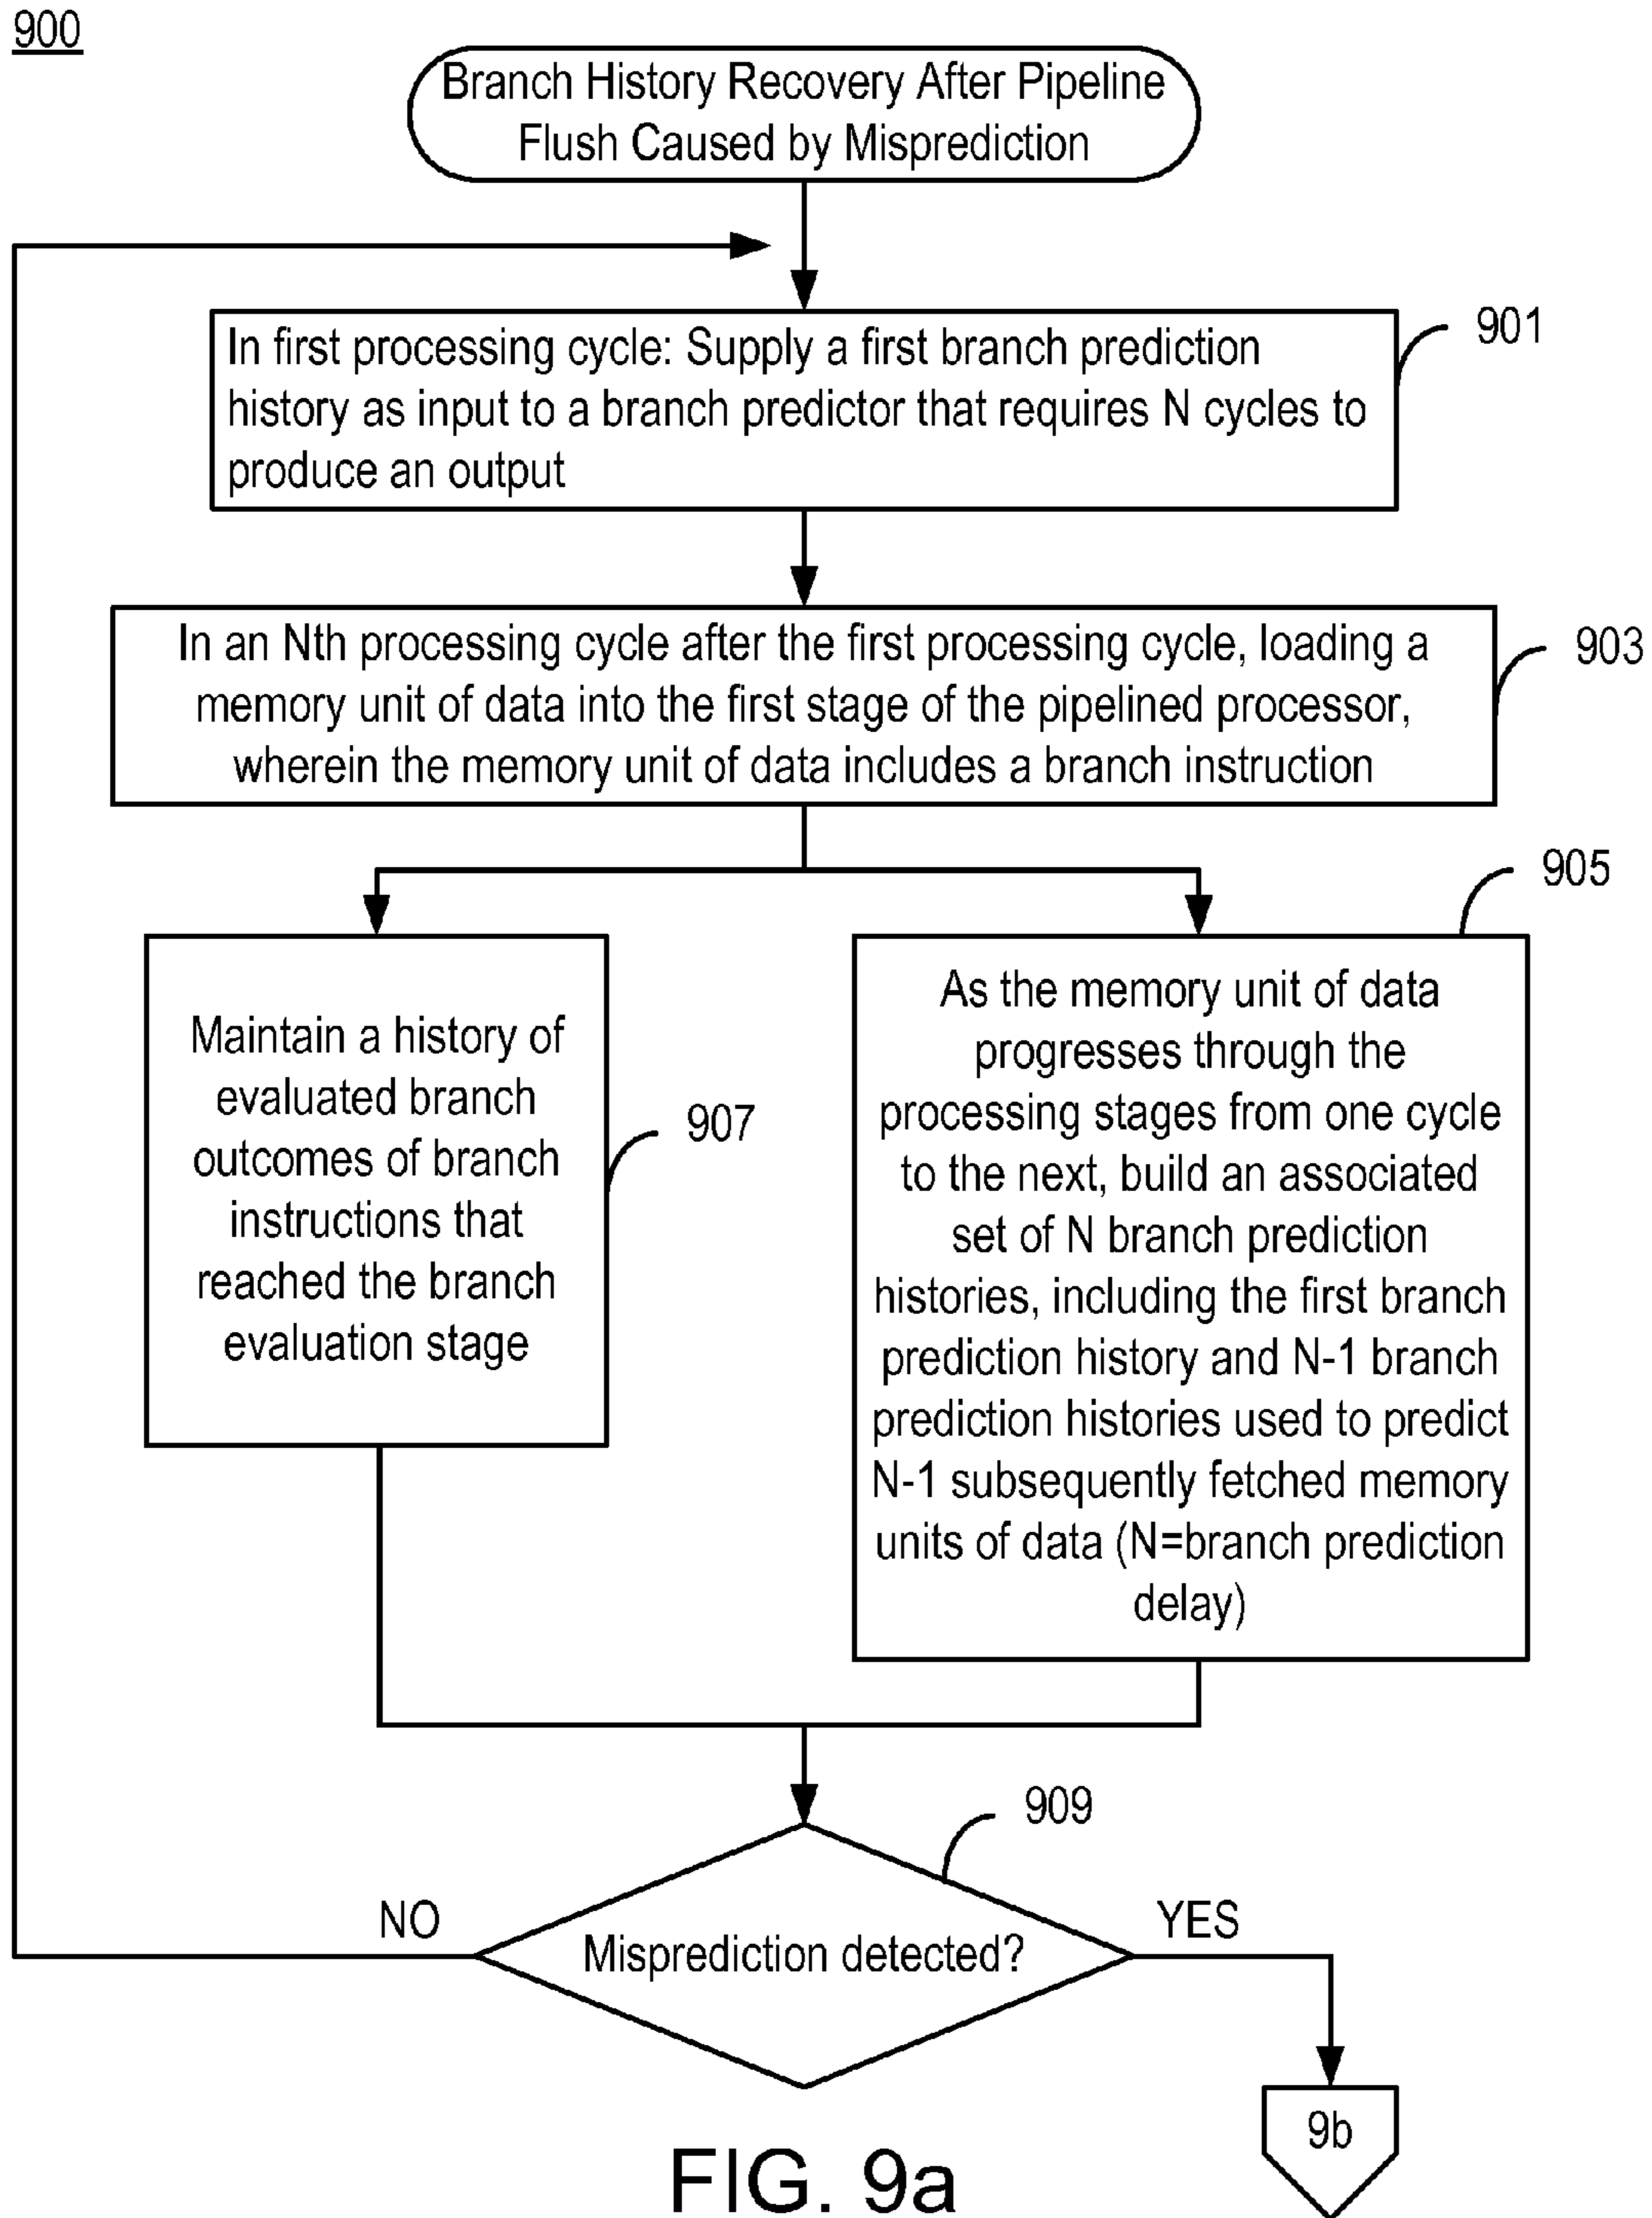 900
Branch History Recovery After Pipeline
Flush Caused by Misprediction
In first processing cycle: Supply a first branch prediction
history as input to a branch predictor that requires N cycles to
produce an output
901
In an Nth processing cycle after the first processing cycle, loading a
memory unit of data into the first stage of the pipelined processor,
wherein the memory unit of data includes a branch instruction
903
905
Maintain a history of
evaluated branch
outcomes of branch
instructions that
reached the branch
evaluation stage
907
As the memory unit of data
progresses through the
processing stages from one cycle
to the next, build an associated
set of N branch prediction
histories, including the first branch
prediction history and N-1 branch
prediction histories used to predict
N-1 subsequently fetched memory
units of data (N=branch prediction
delay)
909
NO
YES
Misprediction detected?
9b
FIG. 9a